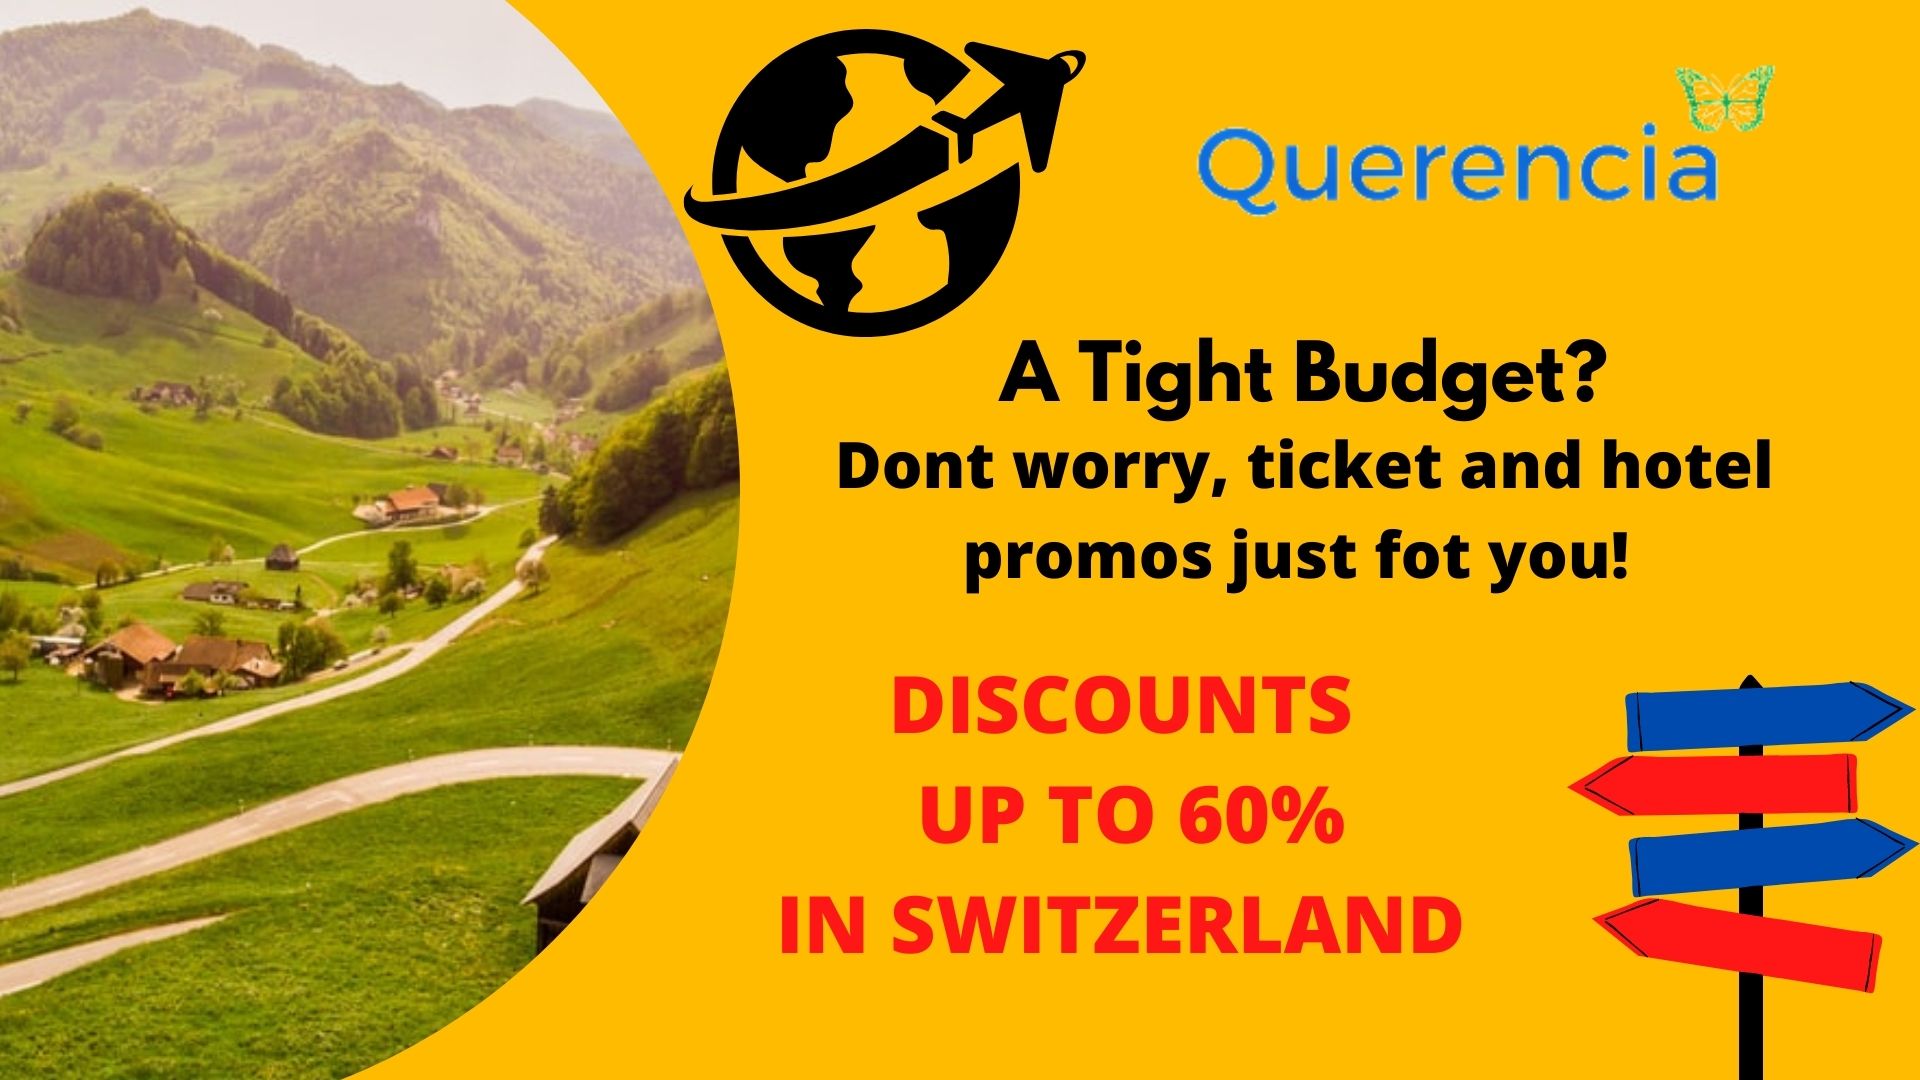 Querencia
A Tight Budget?
Dont worry, ticket and hotel
promos just fot you!
DISCOUNTS
UP TO 60%
IN SWITZERLAND